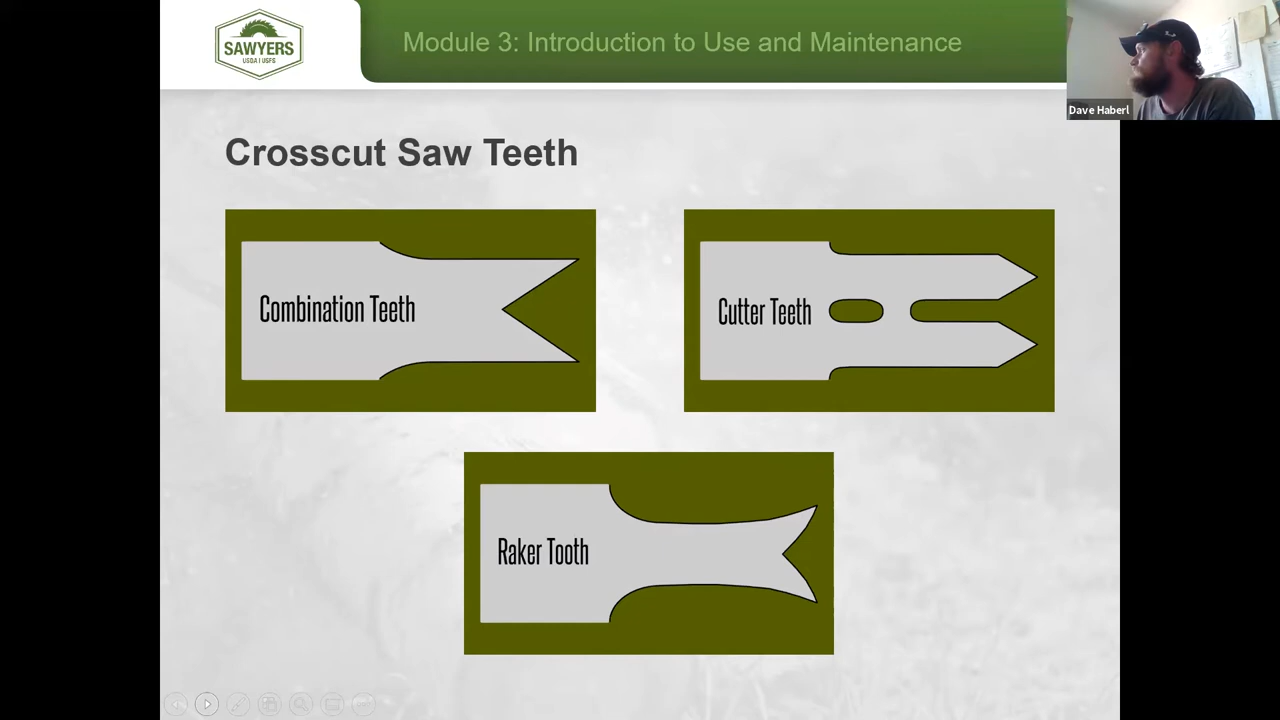 SAWYERS
USDA | USFS
Module 3: Introduction to Use and Maintenance
Dave Haberl
Crosscut Saw Teeth
Combination Teeth
Cutter Teeth
Raker Tooth